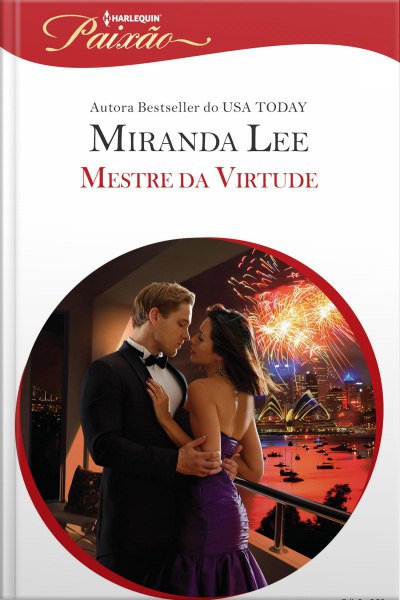 HARLEQUIN
Paixão
Autora Bestseller do USA TODAY
MIRANDA LEE
MESTRE DA VIRTUDE